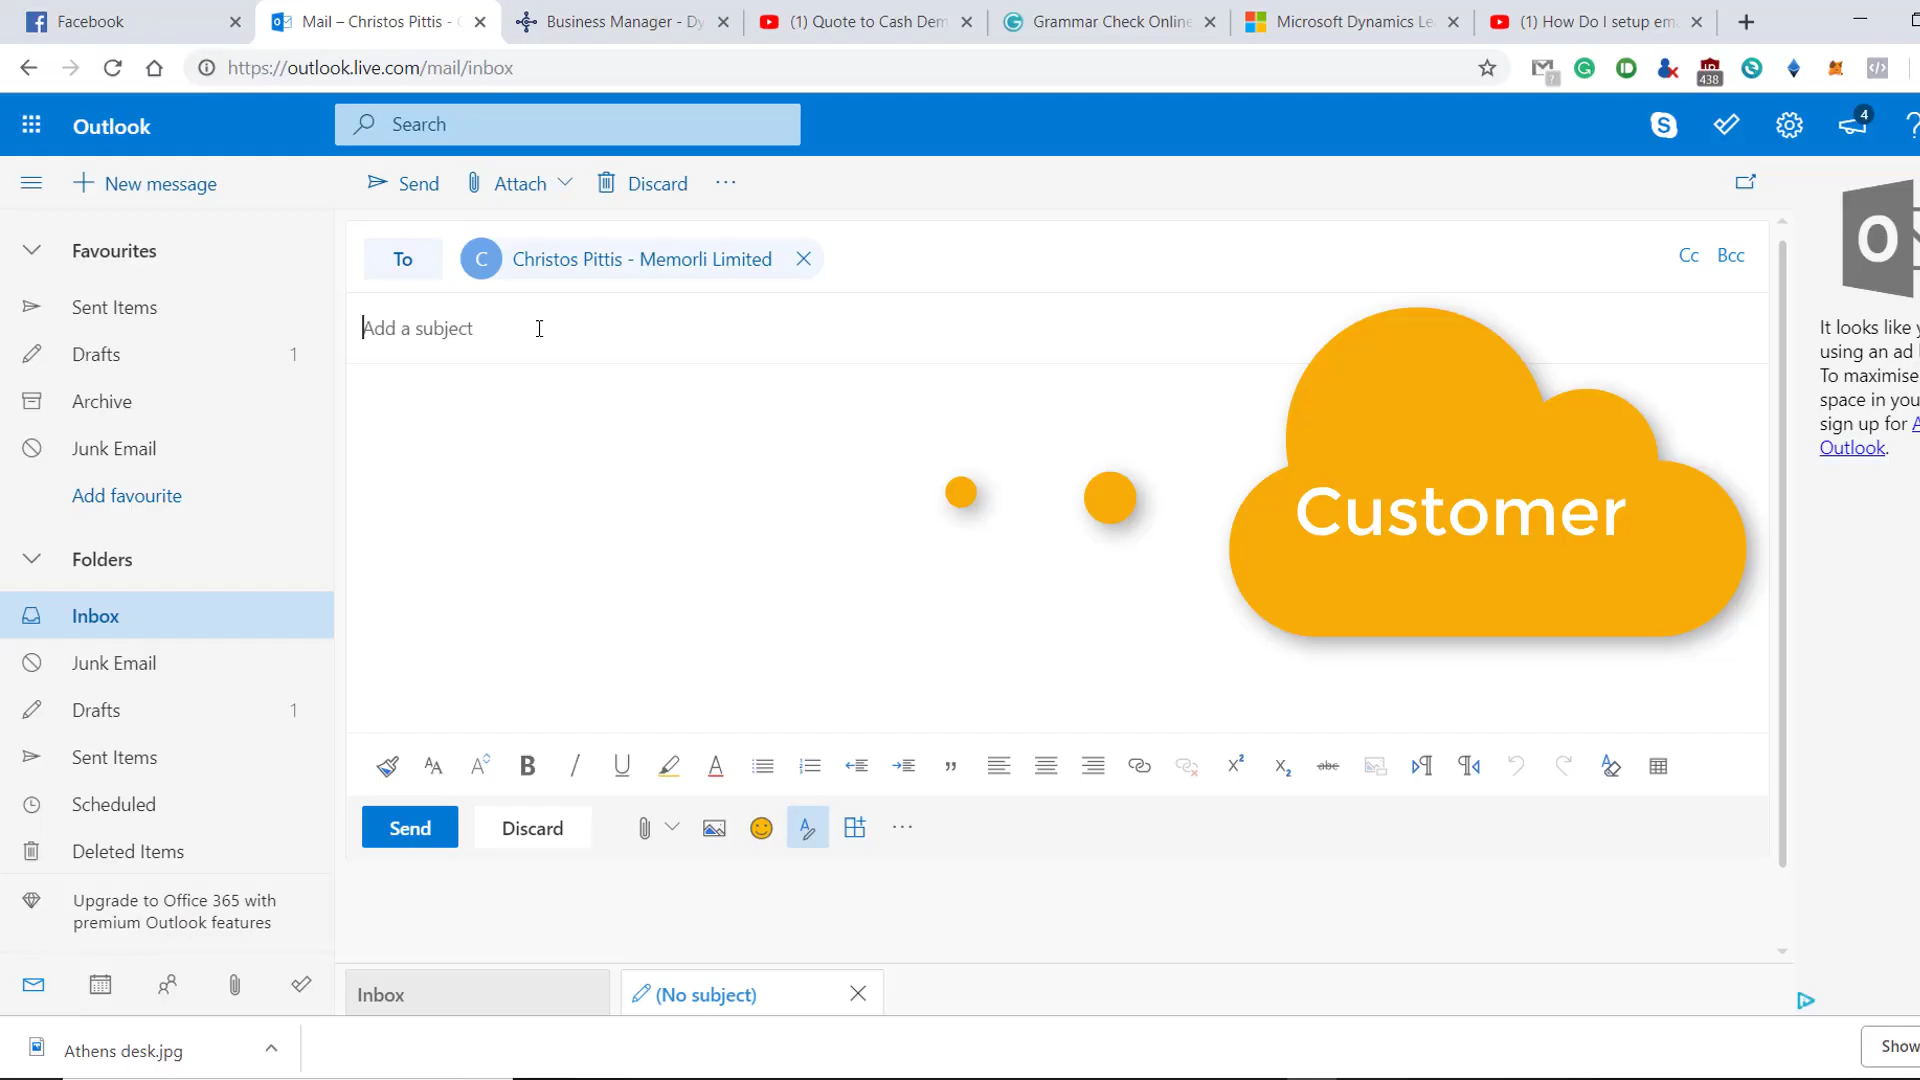 Facebook
Mail – Christos Pittis -
Business Manager - Dy
(1) Quote to Cash Dem
Grammar Check Online
Microsoft Dynamics Le
(1) How Do I setup ema
https://outlook.live.com/mail/inbox
438
Outlook
Search
4
New message
Send
Attach
Discard
Favourites
Sent Items
Drafts 1
Archive
Junk Email
Add favourite
Folders
Inbox
Junk Email
Drafts 1
Sent Items
Scheduled
Deleted Items
Upgrade to Office 365 with
premium Outlook features
To
C
Christos Pittis - Memorli Limited
Cc
Bcc
Add a subject
Customer
It looks like
using an ad
To maximise
space in you
sign up for
Outlook.
Send
Discard
Inbox
(No subject)
Athens desk.jpg
Show